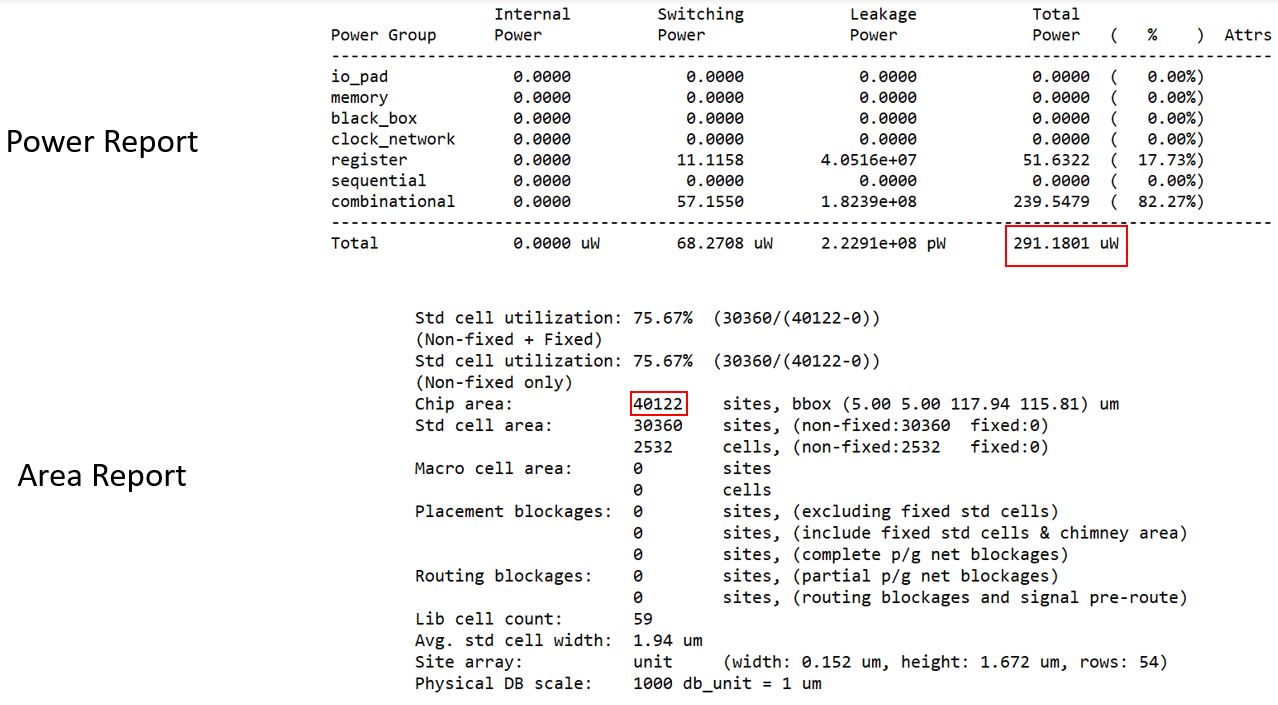 Internal Switching Leakage Total
Power Group Power Power Power Power ( % ) Attrs
--------------------------------------------------------------------------------
io_pad 0.0000 0.0000 0.0000 0.0000 ( 0.00%)
memory 0.0000 0.0000 0.0000 0.0000 ( 0.00%)
black_box 0.0000 0.0000 0.0000 0.0000 ( 0.00%)
Power Report
clock_network 0.0000 0.0000 0.0000 0.0000 ( 0.00%)
register 0.0000 11.1158 4.0516e+07 51.6322 ( 17.73%)
sequential 0.0000 0.0000 0.0000 0.0000 ( 0.00%)
combinational 0.0000 57.1550 1.8239e+08 239.5479 ( 82.27%)
--------------------------------------------------------------------------------
Total 0.0000 uW 68.2708 uW 2.2291e+08 pW 291.1801 uW
Std cell utilization: 75.67% (30360/(40122-0))
(Non-fixed + Fixed)
Std cell utilization: 75.67% (30360/(40122-0))
(Non-fixed only)
Chip area: 40122 sites, bbox (5.00 5.00 117.94 115.81) um
Std cell area: 30360 sites, (non-fixed:30360 fixed:0)
2532 cells, (non-fixed:2532 fixed:0)
Macro cell area: 0 sites
Area Report
0 cells
Placement blockages: 0 sites, (excluding fixed std cells)
0 sites, (include fixed std cells & chimney area)
0 sites, (complete p/g net blockages)
Routing blockages: 0 sites, (partial p/g net blockages)
0 sites, (routing blockages and signal pre-route)
Lib cell count: 59
Avg. std cell width: 1.94 um
Site array: unit (width: 0.152 um, height: 1.672 um, rows: 54)
Physical DB scale: 1000 db_unit = 1 um